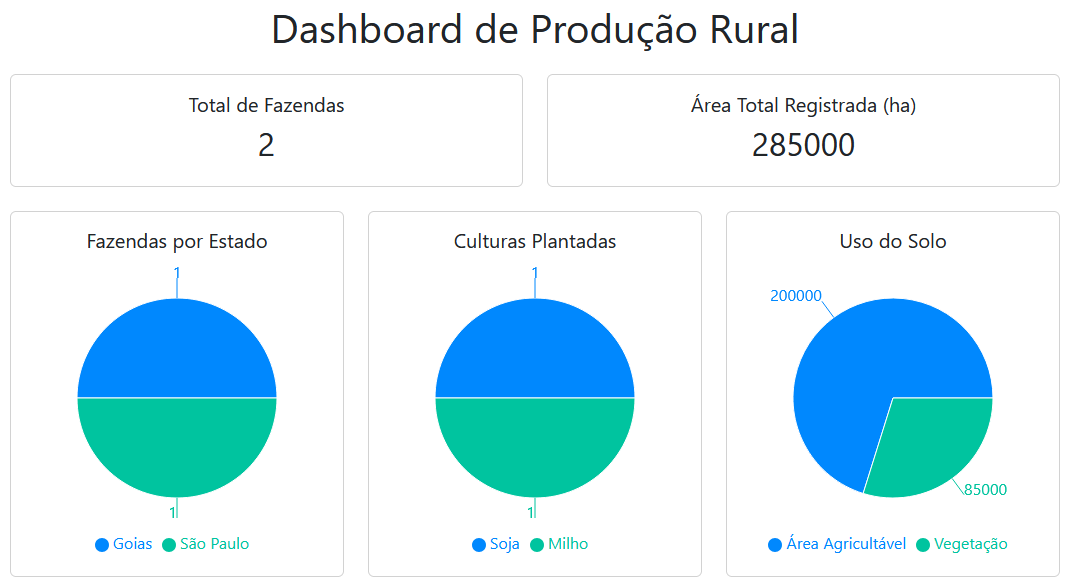 Dashboard de Produção Rural
Total de Fazendas
2
Área Total Registrada (ha)
285000
Fazendas por Estado
1
1
Goias São Paulo
Culturas Plantadas
1
1
Soja Milho
Uso do Solo
200000
85000
Área Agricultável Vegetação